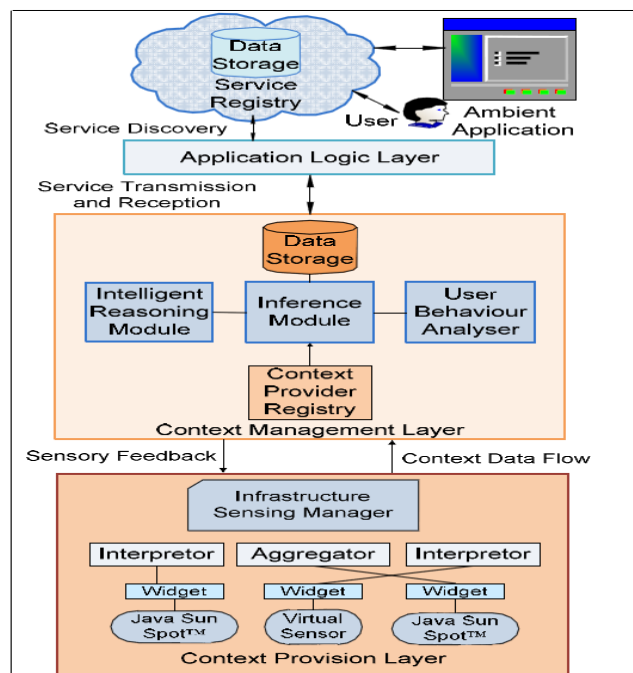 Data
Storage
Service
Registry
User
Ambient
Application
Service Discovery
Application Logic Layer
Service Transmission
and Reception
Data
Storage
Intelligent
Reasoning
Module
Inference
Module
User
Behaviour
Analyser
Context
Provider
Registry
Context Management Layer
Sensory Feedback
Context Data Flow
Infrastructure
Sensing Manager
Interpretor
Aggregator
Interpretor
Widget
Widget
Widget
Java Sun
Spot™
Virtual
Sensor
Java Sun
Spot™
Context Provision Layer